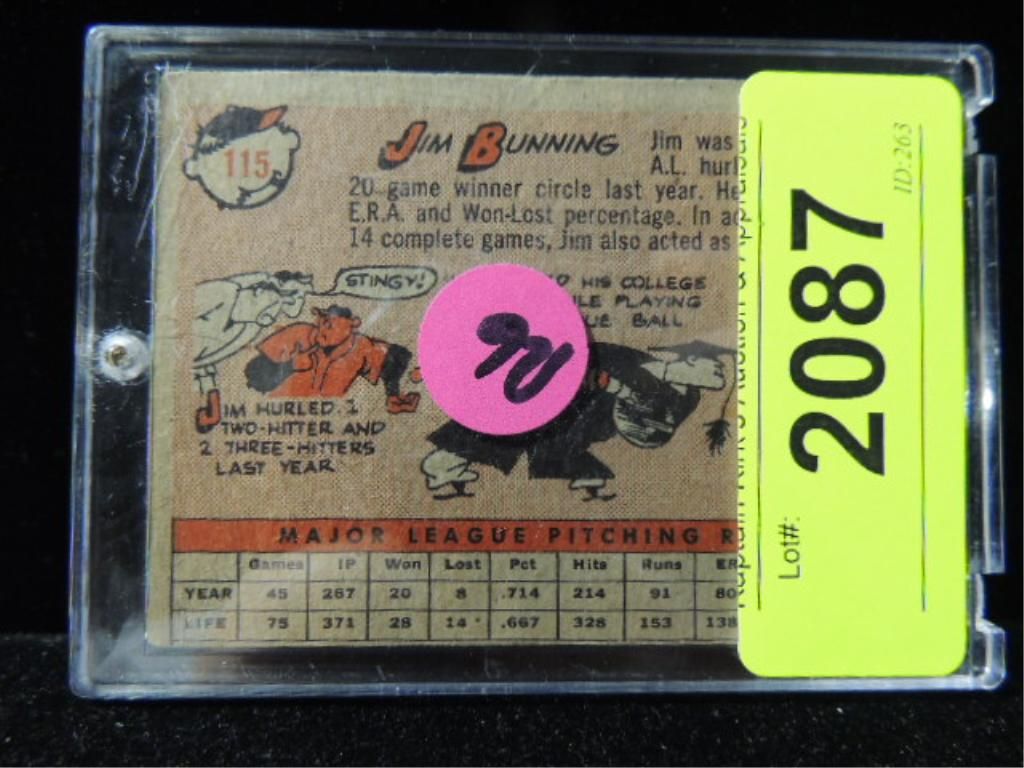 115
JIM BUNNING
Jim was
A.L. hurl
20 game winner circle last year. He
E.R.A. and Won-Lost percentage. In
14 complete games, Jim also acted as
STINGY!
HIS COLLEGE
PLAYING
BALL
JIM HURLED 1
TWO-HITTER AND
2 THREE-HITTERS
LAST YEAR
MAJOR LEAGUE PITCHING R
Games IP Won Lost Pct Hits Runs ER
YEAR 45 267 20 8 .714 214 91 80
LIFE 75 371 28 14 .667 328 153 138
Lot#:
2087
ID:263